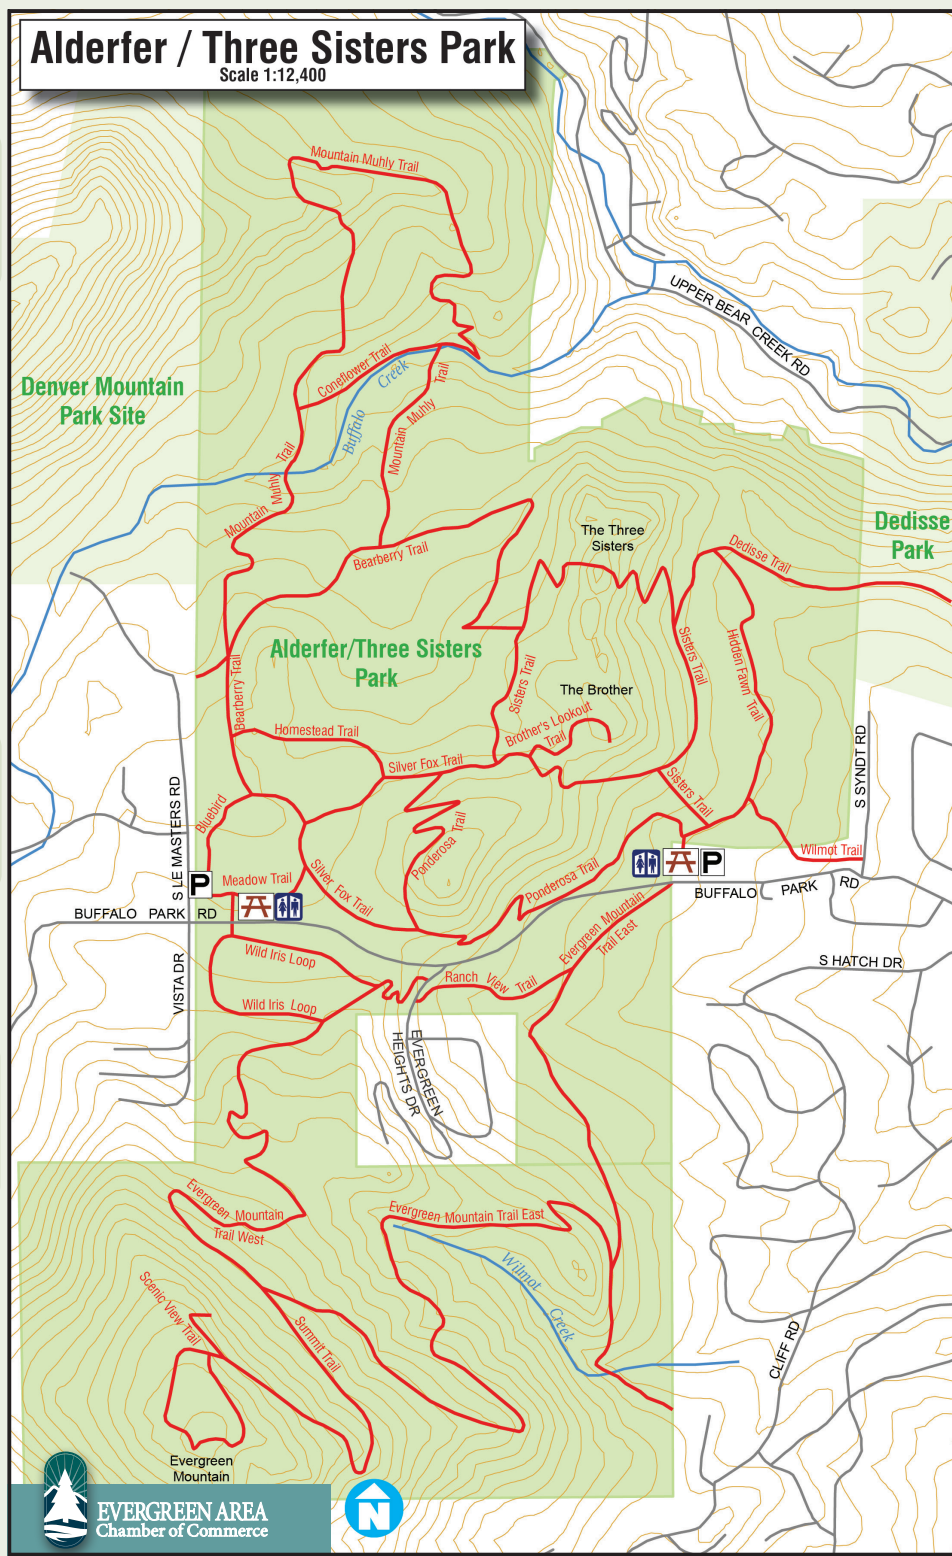 Alderfer / Three Sisters Park
Scale 1:12,400
Mountain Muhly Trail
UPPER BEAR CREEK RD
Denver Mountain
Park Site
Coneflower Trail
Buffalo Creek
Mountain Muhly Trail
Mountain Muhly Trail
Bearberry Trail
The Three
Sisters
Dedisse Trail
Dedisse
Park
Alderfer/Three Sisters
Park
Bearberry Trail
Sisters Trail
The Brother
Brother's Lookout
Trail
Sisters Trail
Hidden Fawn Trail
Homestead Trail
Silver Fox Trail
Sisters Trail
S SYNDT RD
S LE MASTERS RD
Bluebird
Ponderosa Trail
Wilmot Trail
P
Meadow Trail
Silver Fox Trail
Ponderosa Trail
P
BUFFALO PARK RD
BUFFALO PARK RD
Evergreen Mountain
Trail East
Wild Iris Loop
Ranch View Trail
S HATCH DR
VISTA DR
Wild Iris Loop
EVERGREEN
HEIGHTS DR
Evergreen Mountain
Trail West
Evergreen Mountain Trail East
Wilmot Creek
Scenic View Trail
Summit Trail
CLIFF RD
Evergreen
Mountain
EVERGREEN AREA
Chamber of Commerce
N